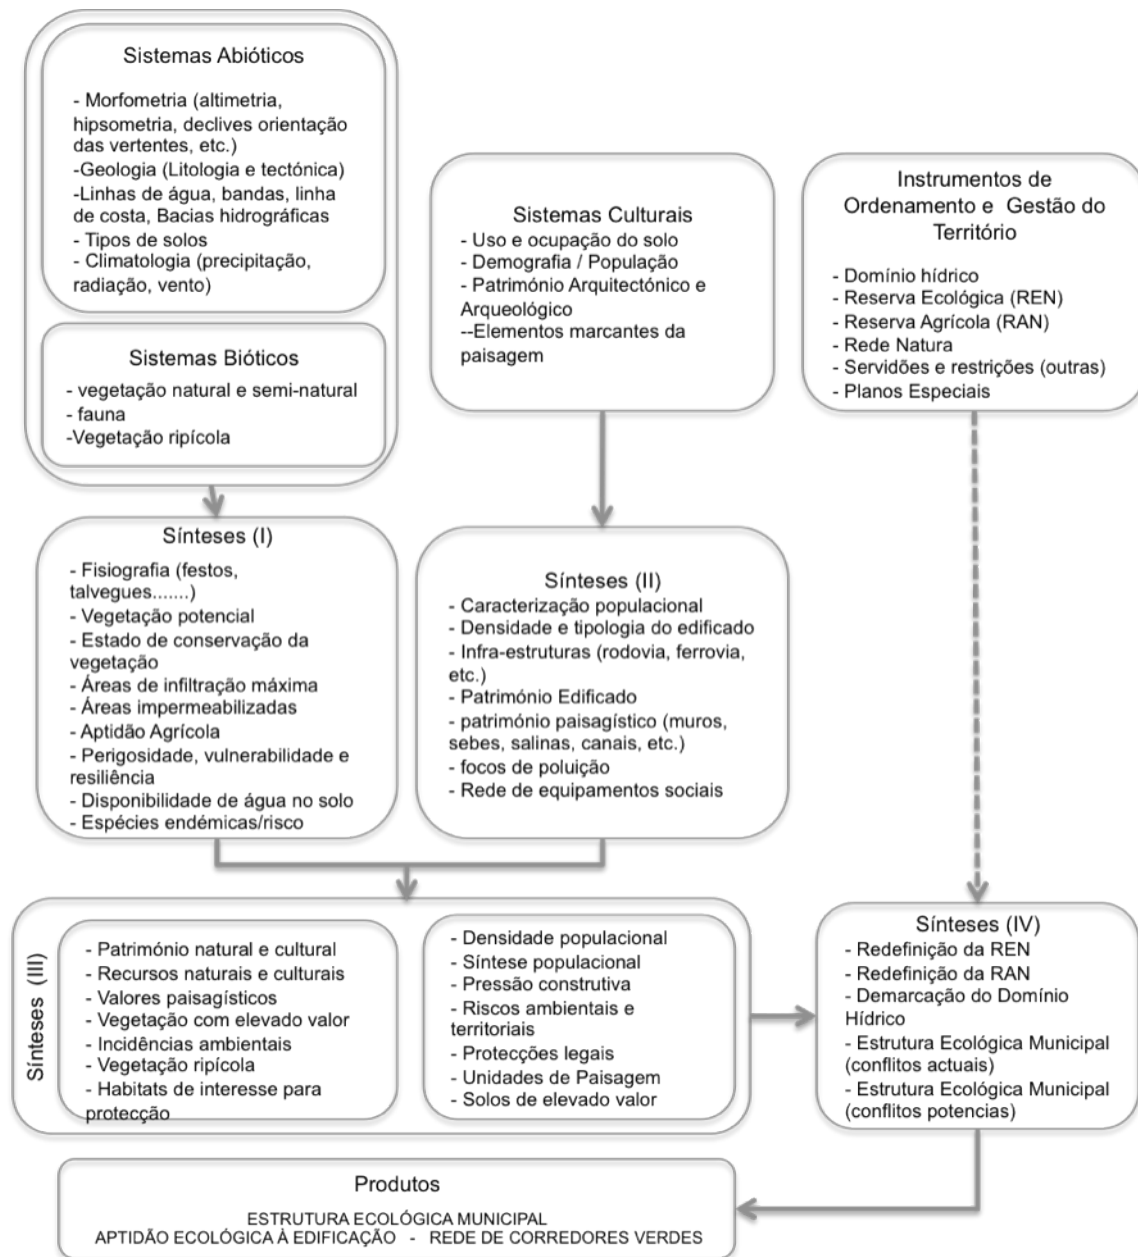 Sistemas Abióticos
- Morfometria (altimetria,
hipsometria, declives orientação
das vertentes, etc.)
-Geologia (Litologia e tectónica)
-Linhas de água, bandas, linha
de costa, Bacias hidrográficas
- Tipos de solos
- Climatologia (precipitação,
radiação, vento)
Sistemas Bióticos
- vegetação natural e semi-natural
- fauna
-Vegetação ripícola
Sistemas Culturais
- Uso e ocupação do solo
- Demografia / População
- Património Arquitectónico e
Arqueológico
--Elementos marcantes da
paisagem
Instrumentos de
Ordenamento e Gestão do
Território
- Domínio hídrico
- Reserva Ecológica (REN)
- Reserva Agrícola (RAN)
- Rede Natura
- Servidões e restrições (outras)
- Planos Especiais
Sínteses (I)
- Fisiografia (festos,
talvegues.......)
- Vegetação potencial
- Estado de conservação da
vegetação
- Áreas de infiltração máxima
- Áreas impermeabilizadas
- Aptidão Agrícola
- Perigosidade, vulnerabilidade e
resiliência
- Disponibilidade de água no solo
- Espécies endémicas/risco
Sínteses (II)
- Caracterização populacional
- Densidade e tipologia do edificado
- Infra-estruturas (rodovia, ferrovia,
etc.)
- Património Edificado
- património paisagístico (muros,
sebes, salinas, canais, etc.)
- focos de poluição
- Rede de equipamentos sociais
Sínteses (III)
- Património natural e cultural
- Recursos naturais e culturais
- Valores paisagísticos
- Vegetação com elevado valor
- Incidências ambientais
- Vegetação ripícola
- Habitats de interesse para
protecção
- Densidade populacional
- Síntese populacional
- Pressão construtiva
- Riscos ambientais e
territoriais
- Protecções legais
- Unidades de Paisagem
- Solos de elevado valor
Sínteses (IV)
- Redefinição da REN
- Redefinição da RAN
- Demarcação do Domínio
Hídrico
- Estrutura Ecológica Municipal
(conflitos actuais)
- Estrutura Ecológica Municipal
(conflitos potencias)
Produtos
ESTRUTURA ECOLÓGICA MUNICIPAL
APTIDÃO ECOLÓGICA À EDIFICAÇÃO - REDE DE CORREDORES VERDES